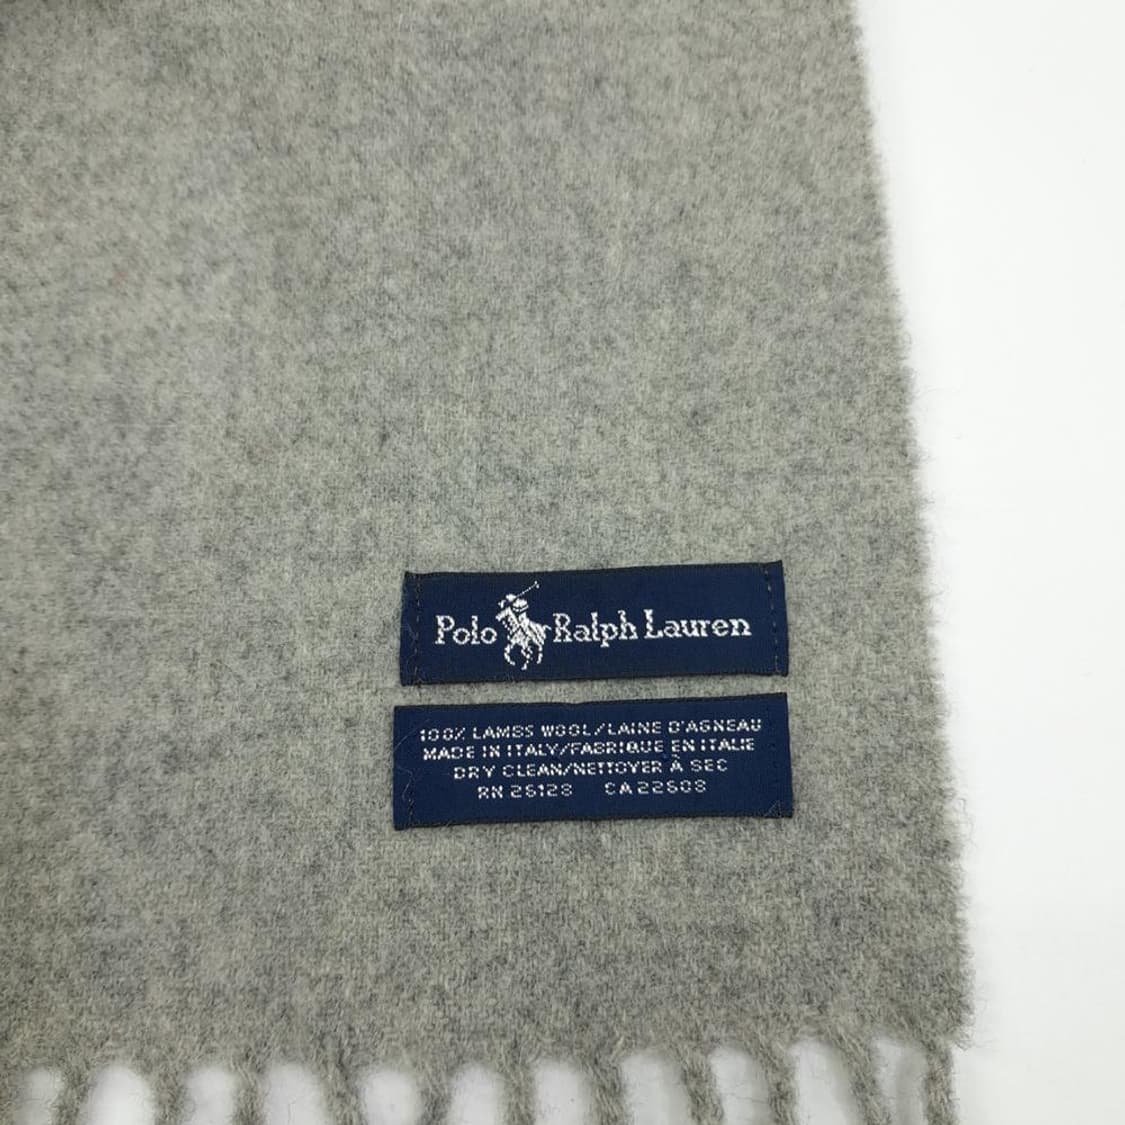 Polo Ralph Lauren
100% LAMBS WOOL/LAINE D'AGNEAU
MADE IN ITALY/FABRIQUE EN ITALIE
DRY CLEAN/NETTOYER À SEC
RN 26128 CA 22608